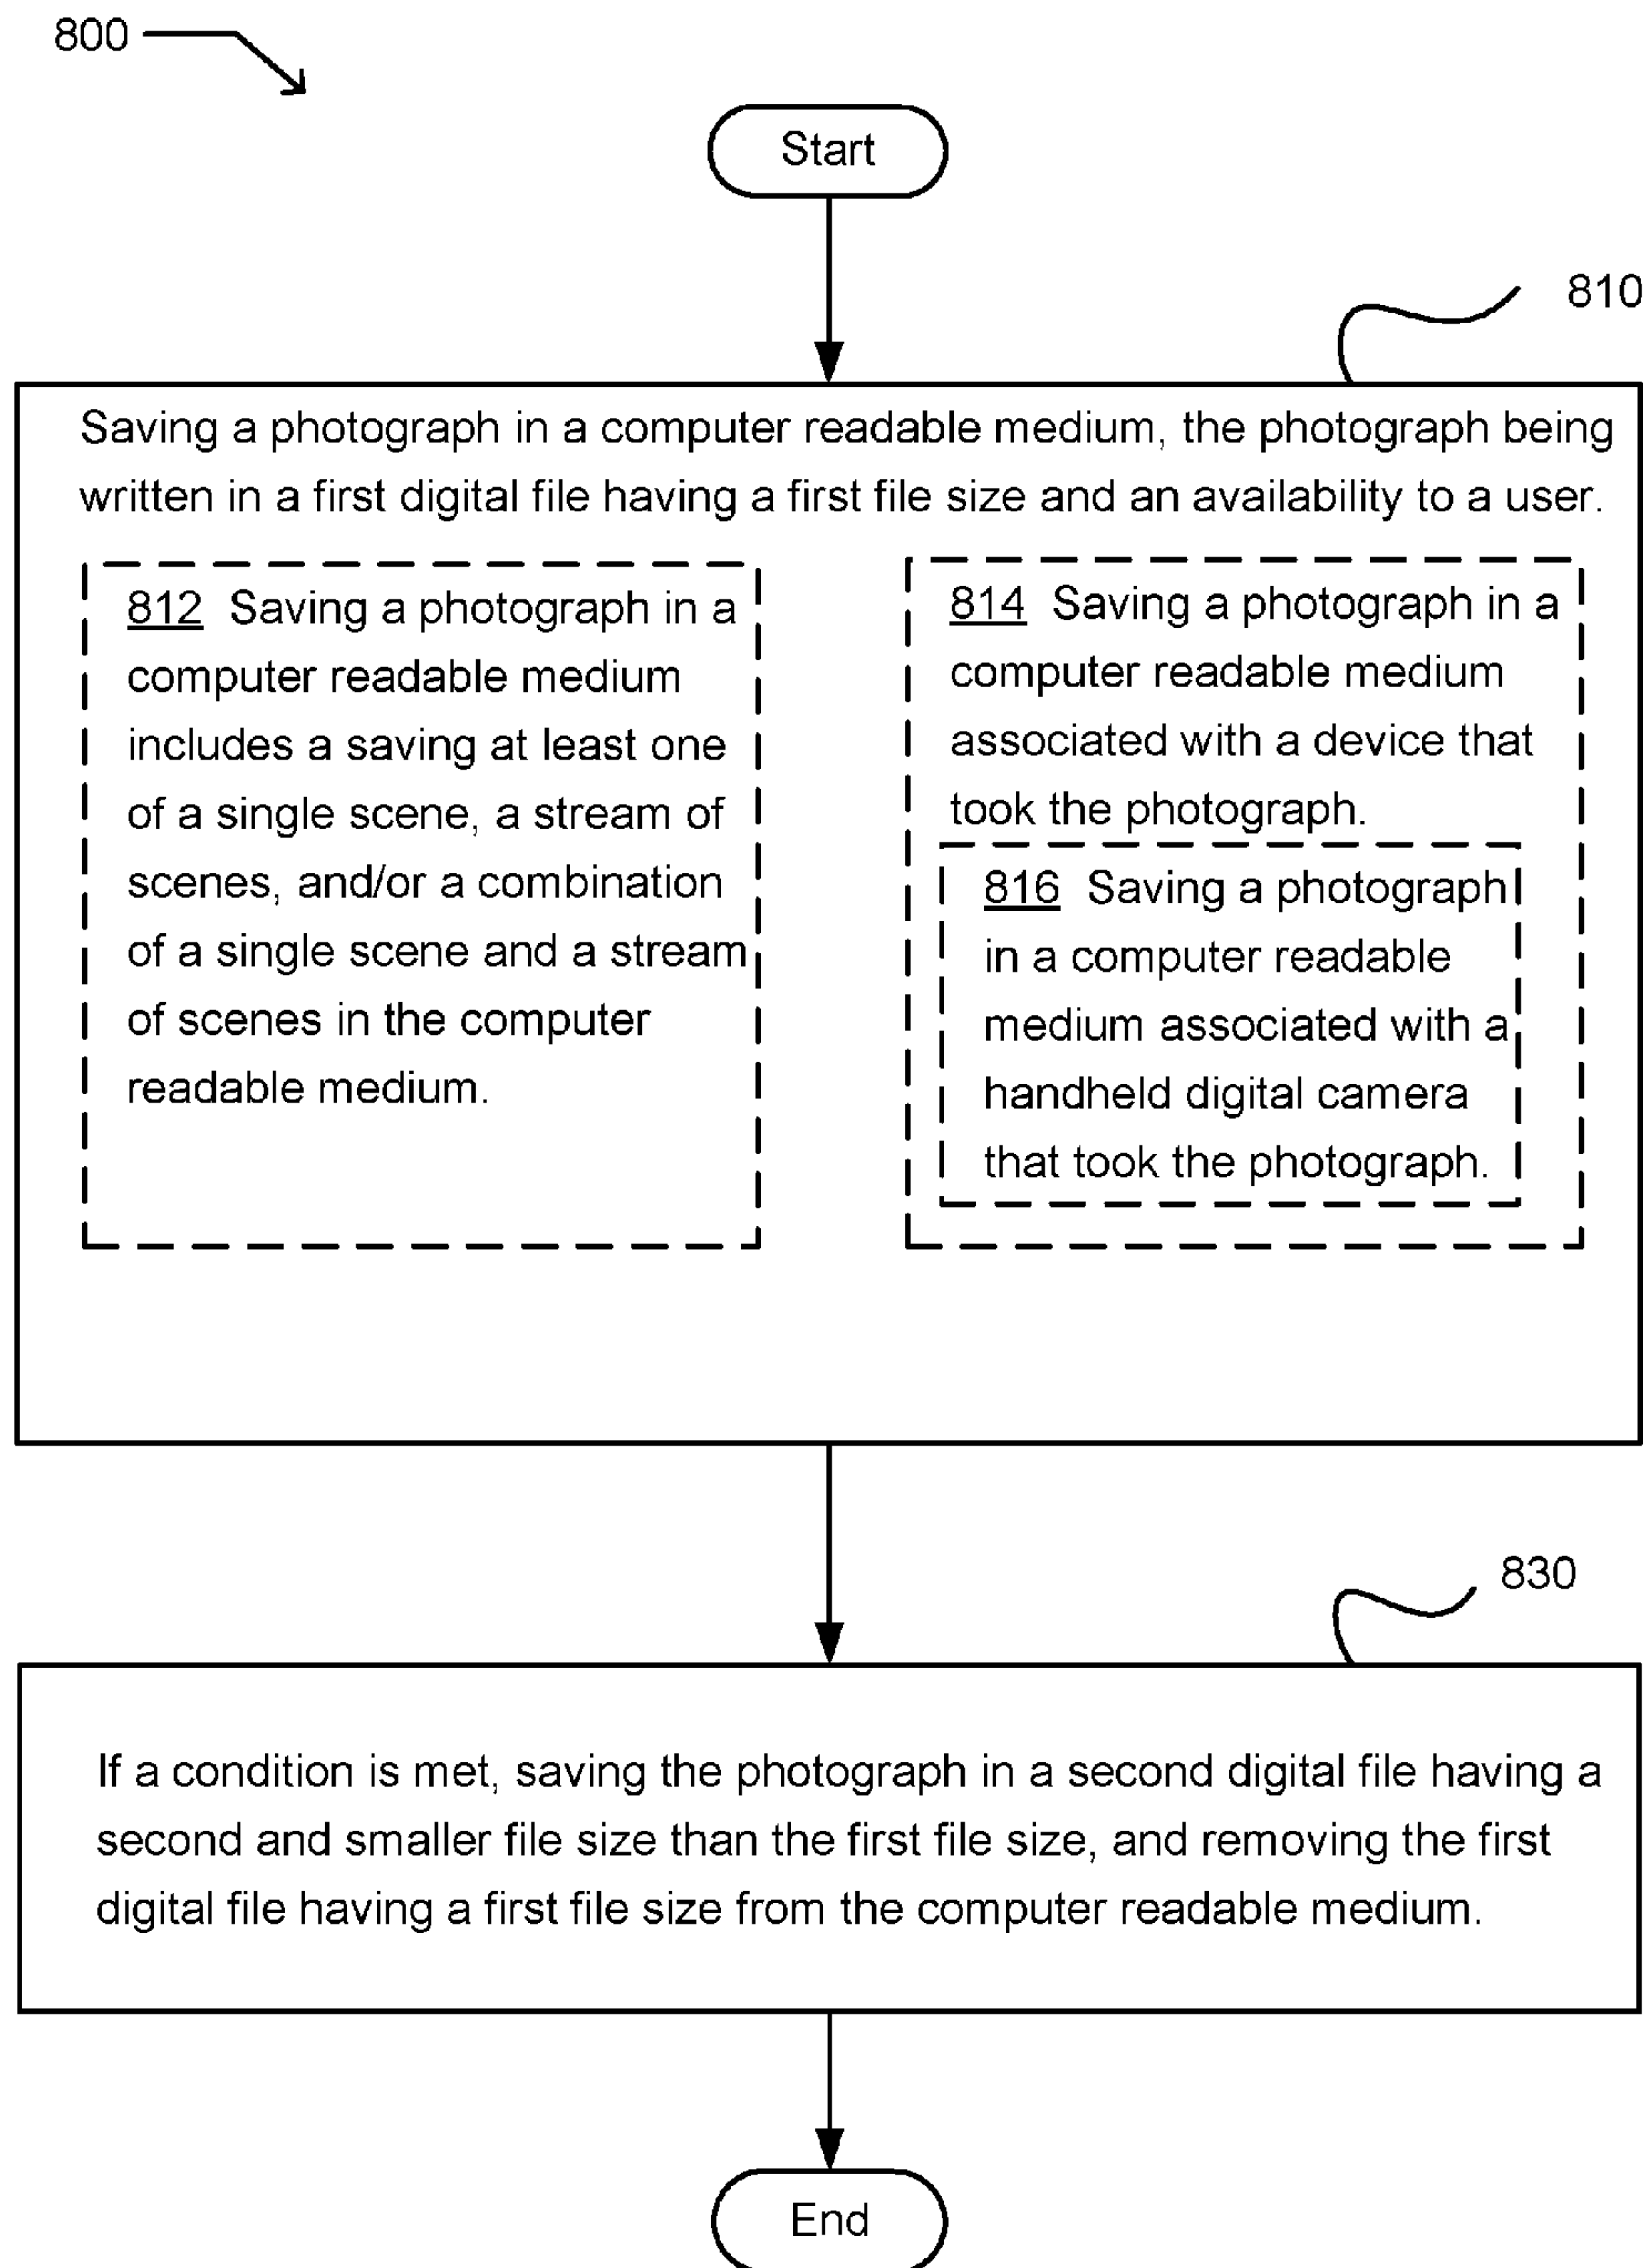 800
Start
810
Saving a photograph in a computer readable medium, the photograph being
written in a first digital file having a first file size and an availability to a user.
812 Saving a photograph in a
computer readable medium
includes a saving at least one
of a single scene, a stream of
scenes, and/or a combination
of a single scene and a stream
of scenes in the computer
readable medium.
814 Saving a photograph in a
computer readable medium
associated with a device that
took the photograph.
816 Saving a photograph
in a computer readable
medium associated with a
handheld digital camera
that took the photograph.
830
If a condition is met, saving the photograph in a second digital file having a
second and smaller file size than the first file size, and removing the first
digital file having a first file size from the computer readable medium.
End